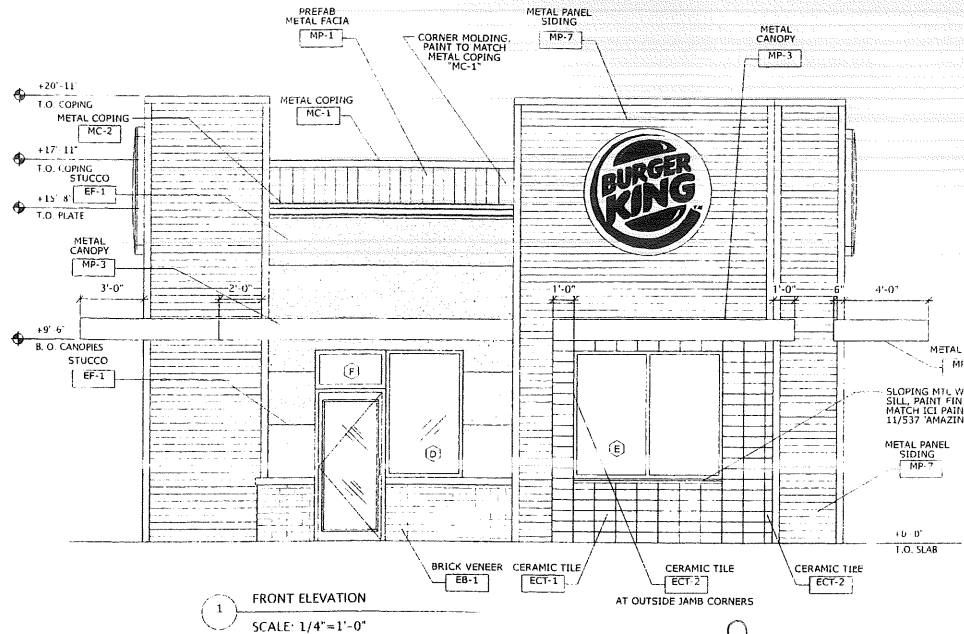 PREFAB
METAL FACIA
MP-1
CORNER MOLDING.
PAINT TO MATCH
METAL COPING
"MC-1"
METAL PANEL
SIDING
MP-7
METAL
CANOPY
MP-3
+20'-11"
T.O. COPING
METAL COPING
MC-2
METAL COPING
MC-1
+17'-11"
T.O. COPING
STUCCO
EF-1
+15'-8"
T.O. PLATE
BURGER
KING
TM
METAL
CANOPY
MP-3
3'-0"
2'-0"
1'-0"
1'-0"
6"
4'-0"
+9'-6"
B.O. CANOPIES
STUCCO
EF-1
F
D
E
METAL
SLOPING MTL W
SILL, PAINT FIN
MATCH ICI PAIN
11/537 'AMAZIN
METAL PANEL
SIDING
MP-7
T.O. SLAB
BRICK VENEER
EB-1
CERAMIC TILE
ECT-1
CERAMIC TILE
ECT-2
AT OUTSIDE JAMB CORNERS
CERAMIC TILE
ECT-2
1
FRONT ELEVATION
SCALE: 1/4"=1'-0"